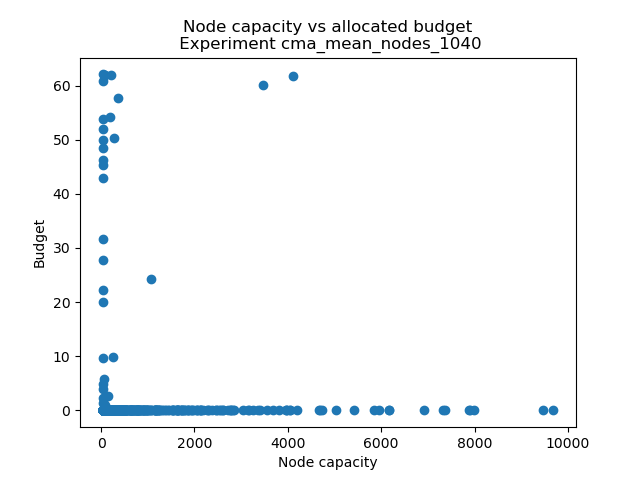 Node capacity vs allocated budget
Experiment cma_mean_nodes_1040
60
50
40
30
20
10
0
Budget
0 2000 4000 6000 8000 10000
Node capacity